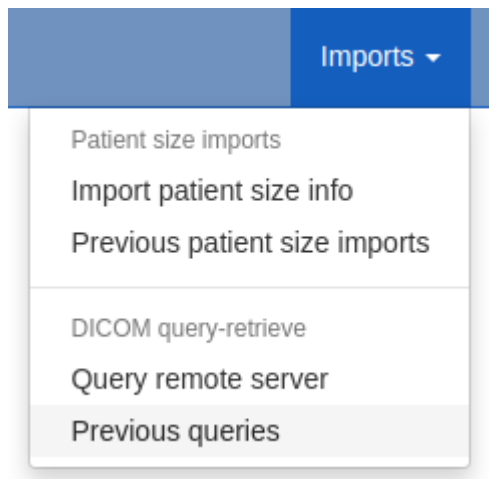 Imports
Patient size imports
Import patient size info
Previous patient size imports
DICOM query-retrieve
Query remote server
Previous queries